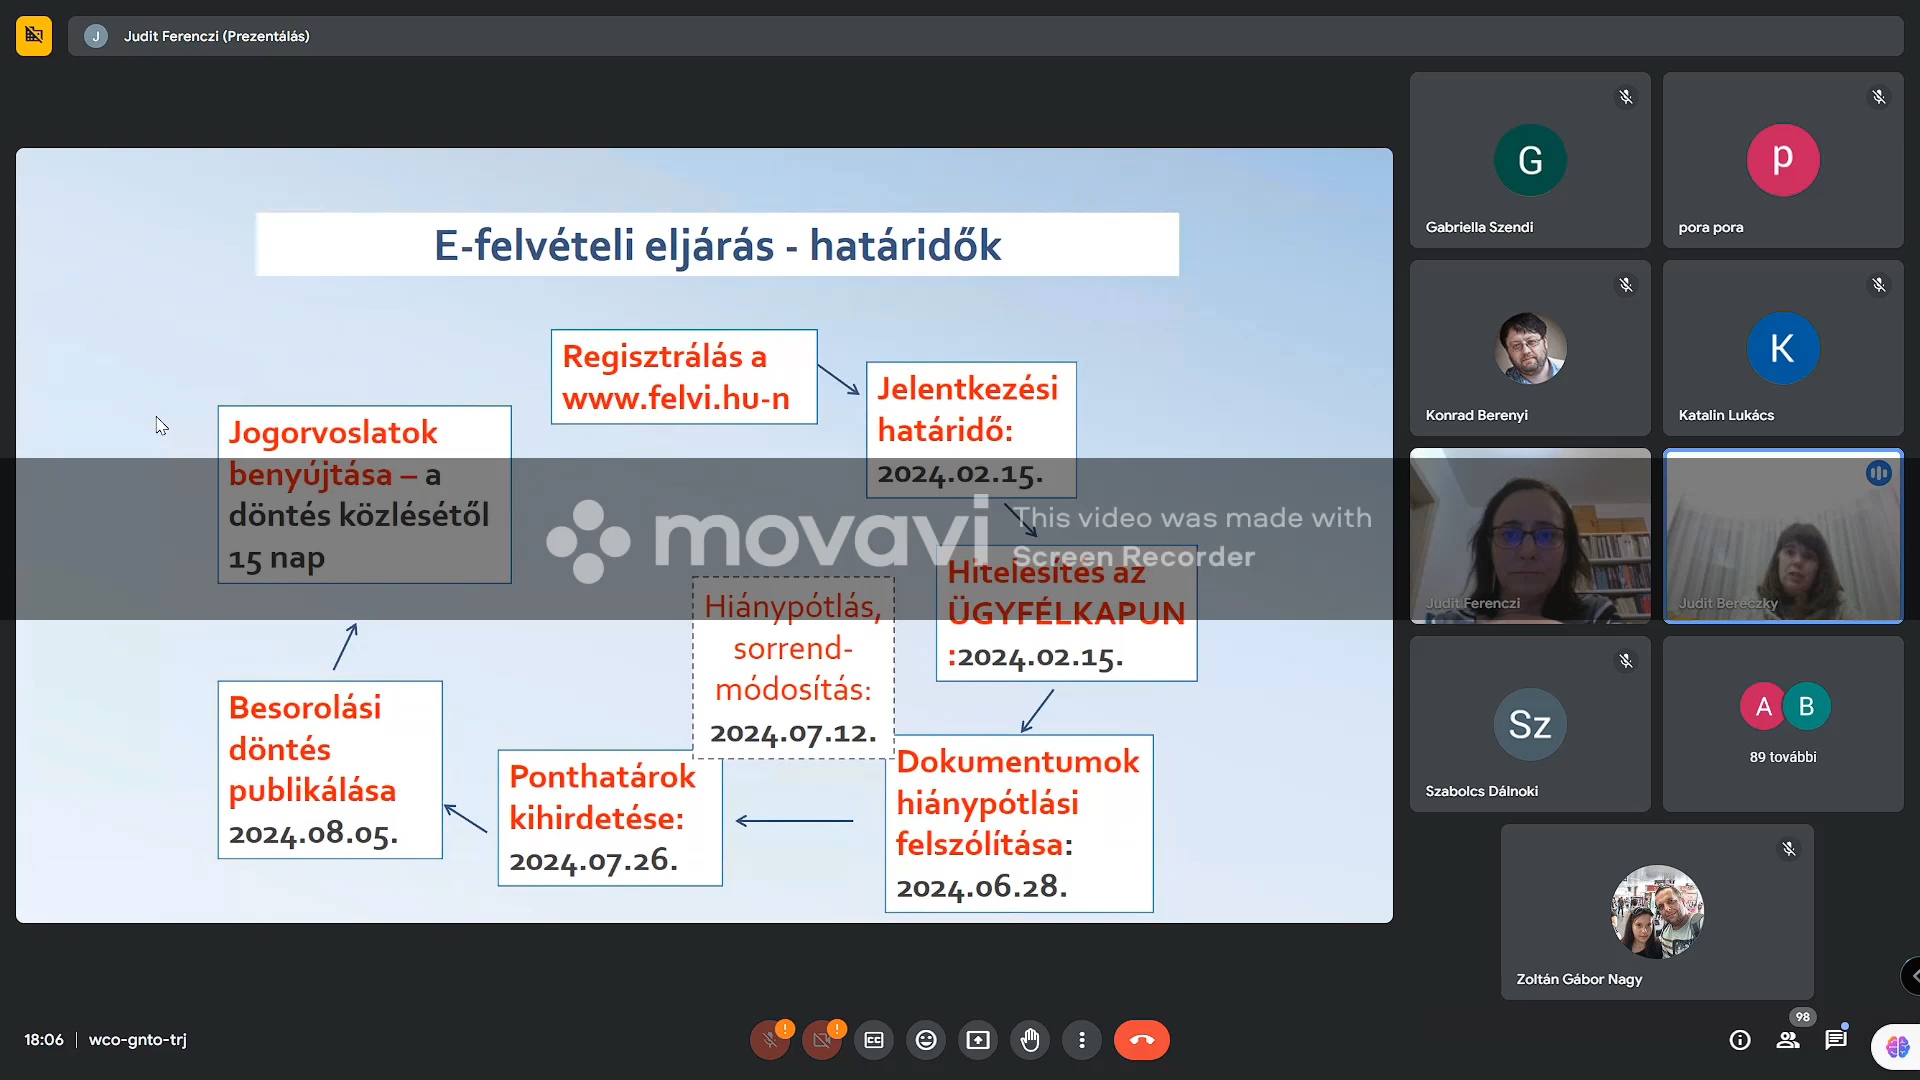 J Judit Ferenczi (Prezentálás)
E-felvételi eljárás - határidők
Regisztrálás a
www.felvi.hu-n
Jelentkezési
határidő:
2024.02.15.
Hitelesítés az
ÜGYFÉLKAPUN
:2024.02.15.
Dokumentumok
hiánypótlási
felszólítása:
2024.06.28.
Hiánypótlás,
sorrend-
módosítás:
2024.07.12.
Ponthatárok
kihirdetése:
2024.07.26.
Besorolási
döntés
publikálása
2024.08.05.
Jogorvoslatok
benyújtása – a
döntés közlésétől
15 nap
movavi
This video was made with
Screen Recorder
G
Gabriella Szendi
p
pora pora
Konrad Berenyi
K
Katalin Lukács
Judit Ferenczi
Judit Bereczky
Sz
Szabolcs Dálnoki
A B
89 további
Zoltán Gábor Nagy
18:06 wco-gnto-trj
98